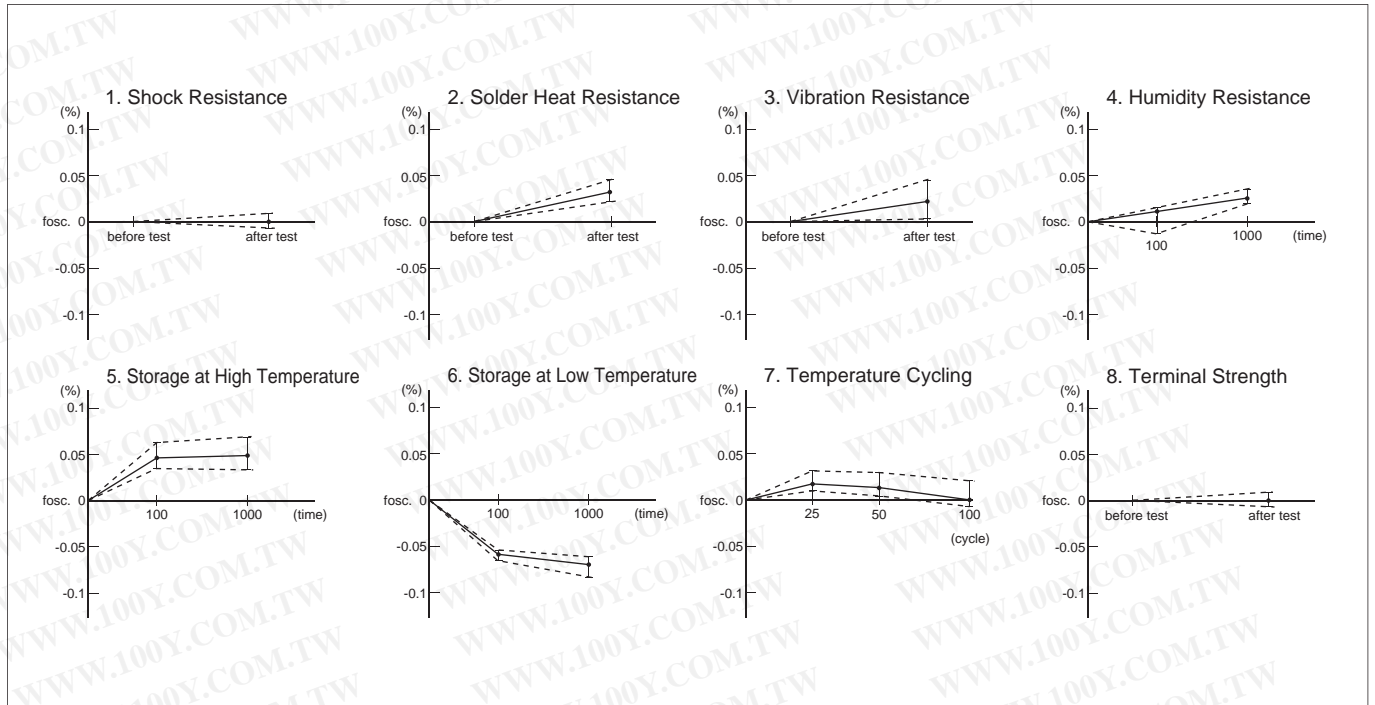 1. Shock Resistance
(%)
0.1
0.05
fosc. 0
before test after test
-0.05
-0.1
2. Solder Heat Resistance
(%)
0.1
0.05
fosc. 0
before test after test
-0.05
-0.1
3. Vibration Resistance
(%)
0.1
0.05
fosc. 0
before test after test
-0.05
-0.1
4. Humidity Resistance
(%)
0.1
0.05
fosc. 0
100 1000 (time)
-0.05
-0.1
5. Storage at High Temperature
(%)
0.1
0.05
fosc. 0
100 1000 (time)
-0.05
-0.1
6. Storage at Low Temperature
(%)
0.1
0.05
fosc. 0
100 1000 (time)
-0.05
-0.1
7. Temperature Cycling
(%)
0.1
0.05
fosc. 0
25 50 100
(cycle)
-0.05
-0.1
8. Terminal Strength
(%)
0.1
0.05
fosc. 0
before test after test
-0.05
-0.1
WWW.100Y.COM.TW